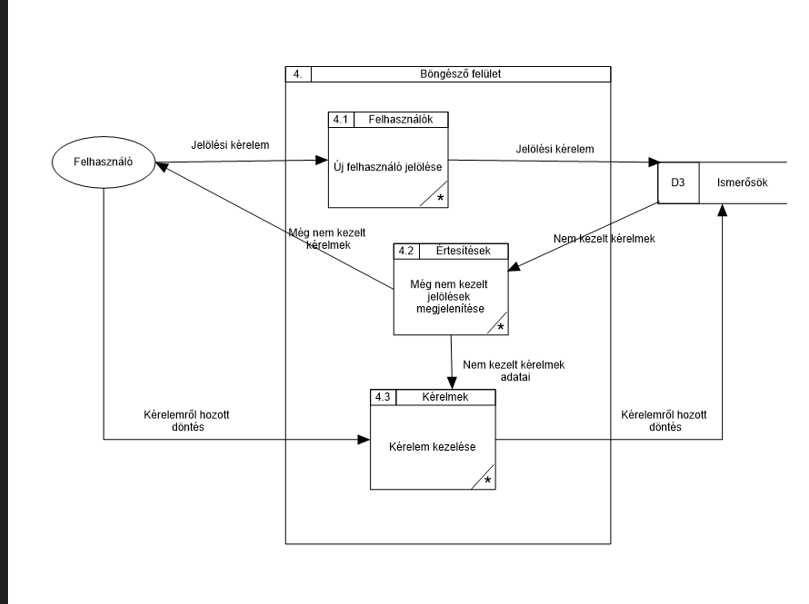 4. Böngésző felület
4.1 Felhasználók
Új felhasználó jelölése
*
Felhasználó
Jelölési kérelem
Jelölési kérelem
D3 Ismerősök
Még nem kezelt
kérelmek
Nem kezelt kérelmek
4.2 Értesítések
Még nem kezelt
jelölések
megjelenítése
*
Nem kezelt kérelmek
adatai
4.3 Kérelmek
Kérelem kezelése
*
Kérelemről hozott
döntés
Kérelemről hozott
döntés